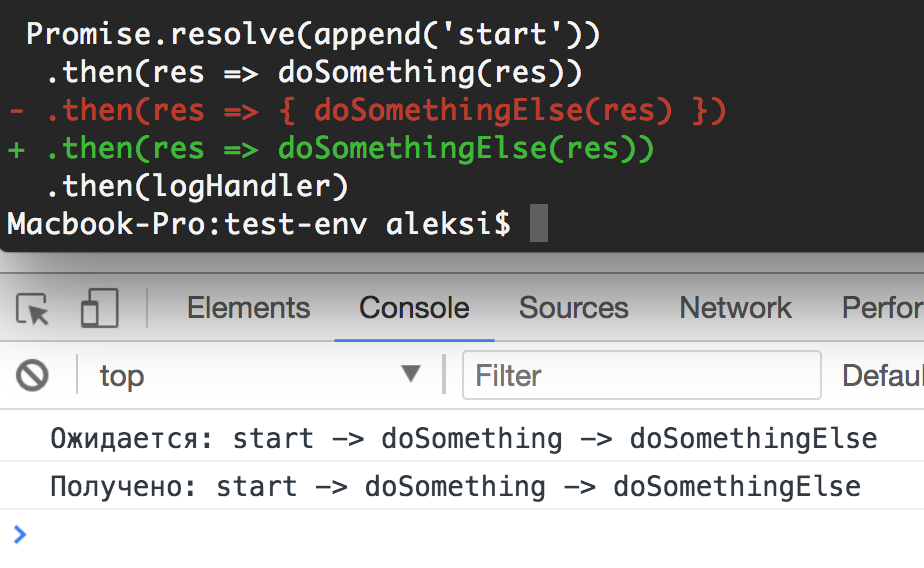 Promise.resolve(append('start'))
.then(res => doSomething(res))
- .then(res => { doSomethingElse(res) })
+ .then(res => doSomethingElse(res))
.then(logHandler)
Macbook-Pro:test-env aleksi$
Elements Console Sources Network Perfor
top Filter Defaul
Ожидается: start -> doSomething -> doSomethingElse
Получено: start -> doSomething -> doSomethingElse
>